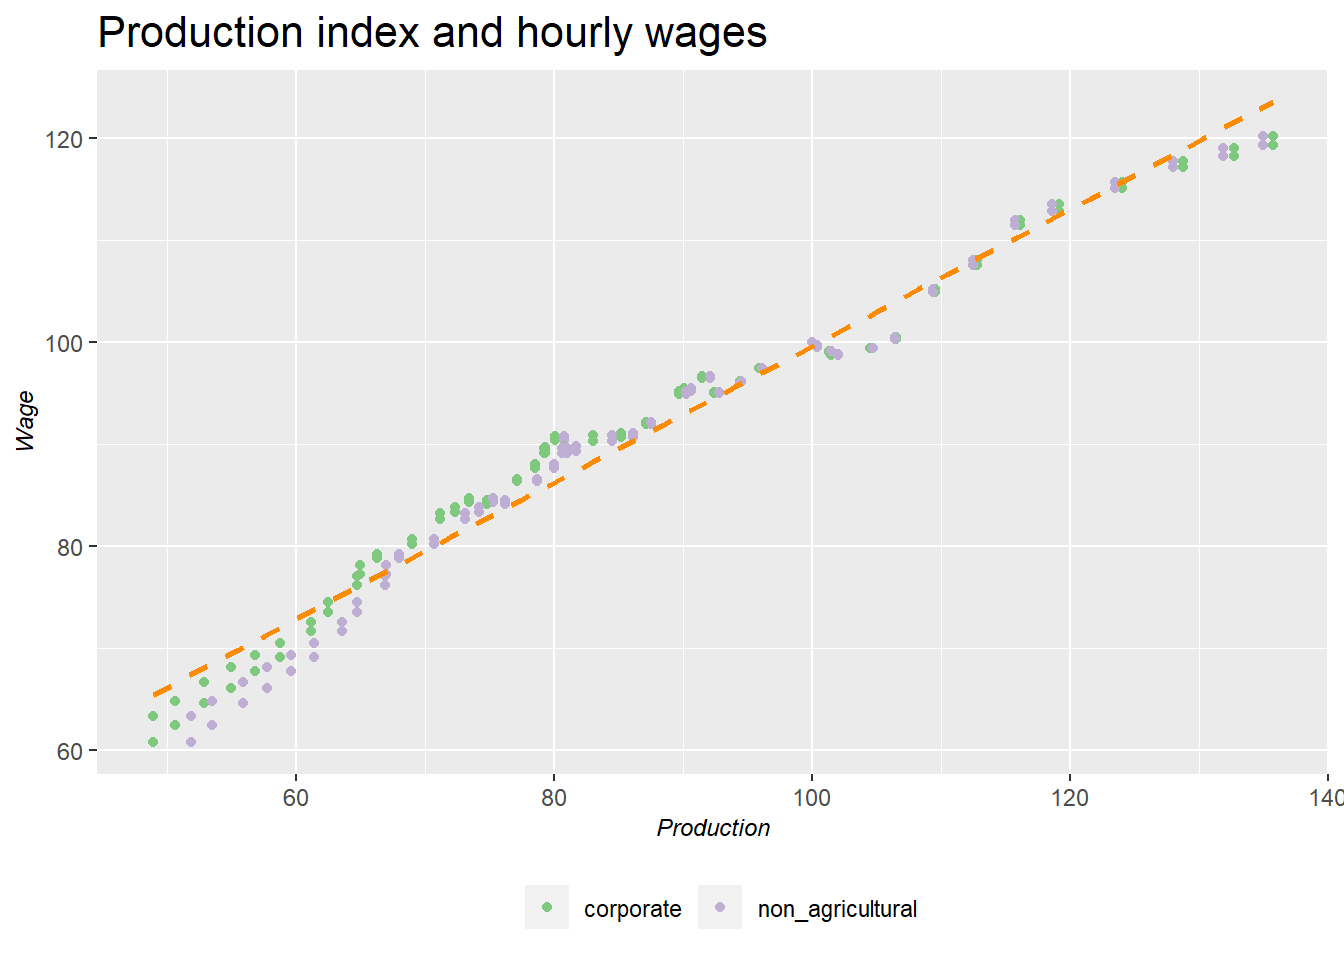 Production index and hourly wages
120
100
80
60
Wage
60 80 100 120 140
Production
corporate non_agricultural